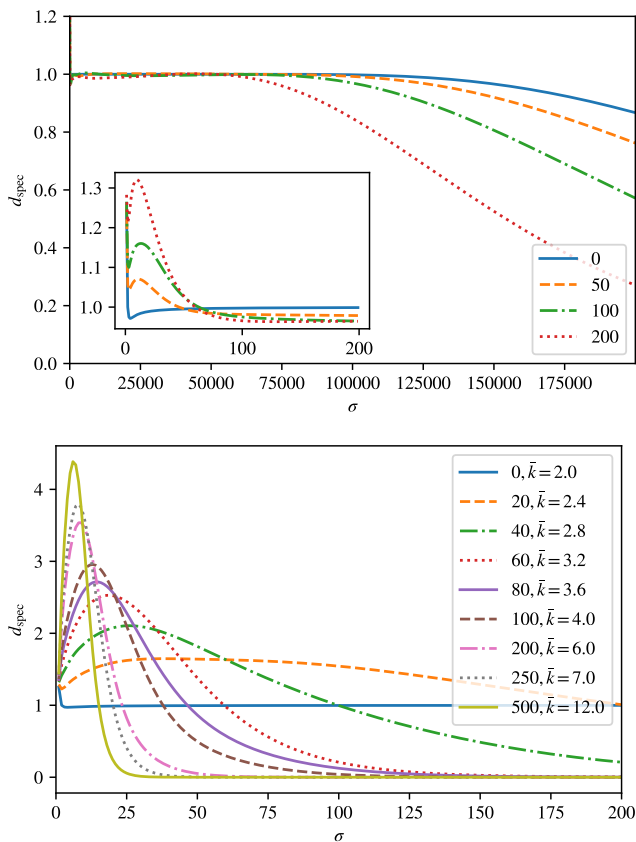 1.2
1.0
0.8
0.6
0.4
0.2
0.0
d_spec
1.3
1.2
1.1
1.0
0 100 200
0
50
100
200
0 25000 50000 75000 100000 125000 150000 175000
σ
4
3
2
1
0
d_spec
0, k̄ = 2.0
20, k̄ = 2.4
40, k̄ = 2.8
60, k̄ = 3.2
80, k̄ = 3.6
100, k̄ = 4.0
200, k̄ = 6.0
250, k̄ = 7.0
500, k̄ = 12.0
0 25 50 75 100 125 150 175 200
σ